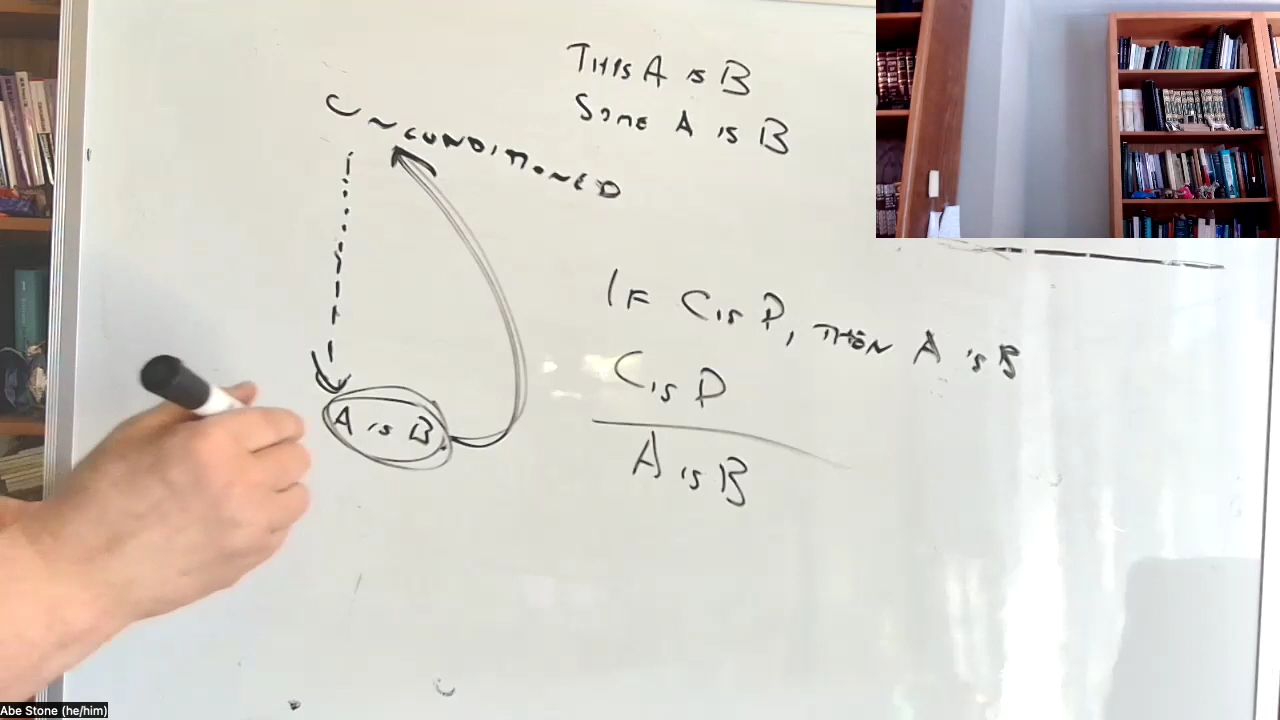 THIS A IS B
SOME A IS B
UNCONDITIONED
IF C IS D, THEN A IS B
C IS D
A IS B
A IS B
Abe Stone (he/him)